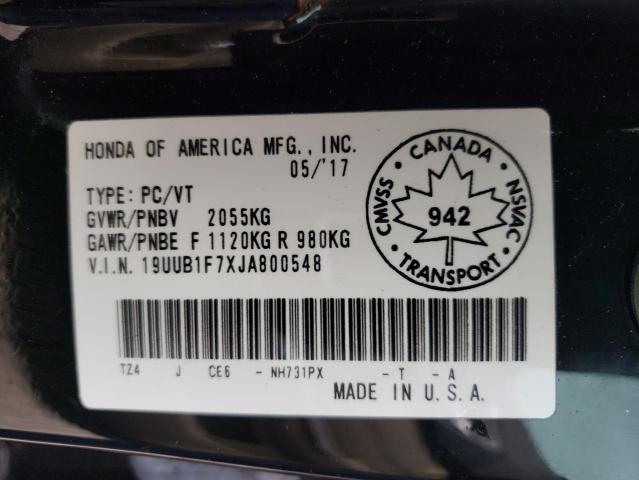 HONDA OF AMERICA MFG., INC.
05/'17
TYPE: PC/VT
GVWR/PNBV 2055KG
GAWR/PNBE F 1120KG R 980KG
V.I.N. 19UUB1F7XJA800548
CANADA
CMVSS
NSVAC
942
TRANSPORT
TZ4 J CE6 - NH731PX - T - A
MADE IN U.S.A.